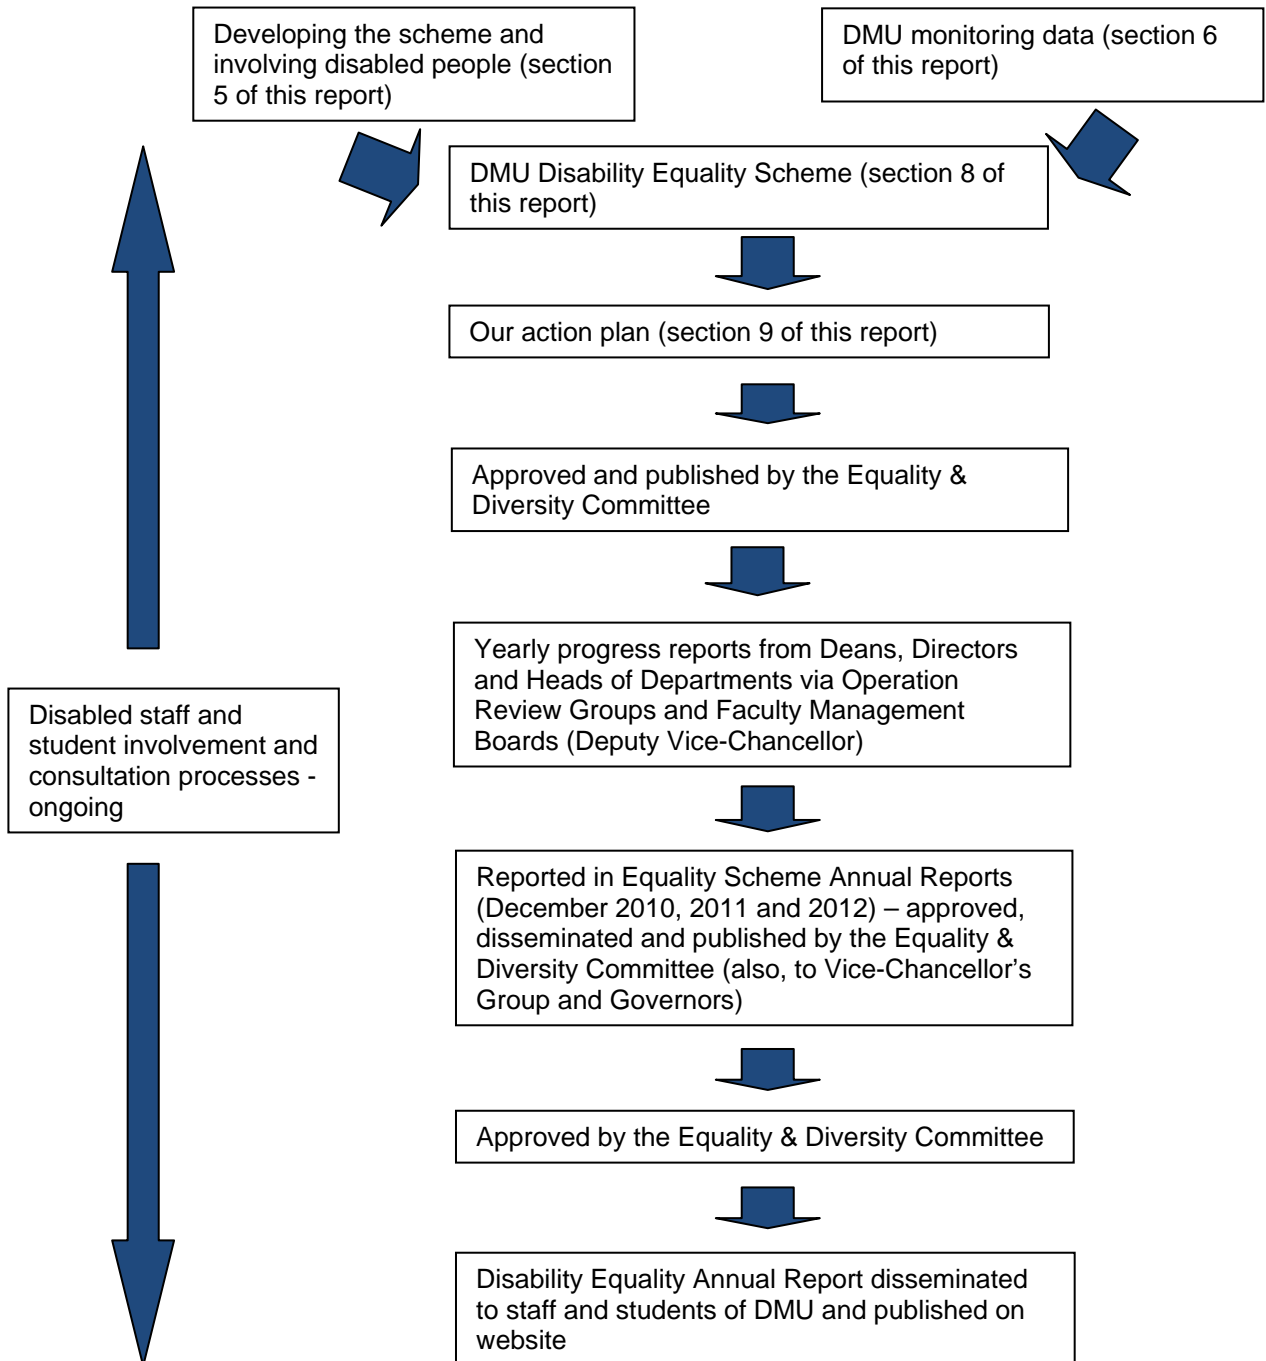 Developing the scheme and
involving disabled people (section
5 of this report)
DMU monitoring data (section 6
of this report)
DMU Disability Equality Scheme (section 8 of
this report)
Our action plan (section 9 of this report)
Approved and published by the Equality &
Diversity Committee
Yearly progress reports from Deans, Directors
and Heads of Departments via Operation
Review Groups and Faculty Management
Boards (Deputy Vice-Chancellor)
Disabled staff and
student involvement and
consultation processes -
ongoing
Reported in Equality Scheme Annual Reports
(December 2010, 2011 and 2012) – approved,
disseminated and published by the Equality &
Diversity Committee (also, to Vice-Chancellor’s
Group and Governors)
Approved by the Equality & Diversity Committee
Disability Equality Annual Report disseminated
to staff and students of DMU and published on
website